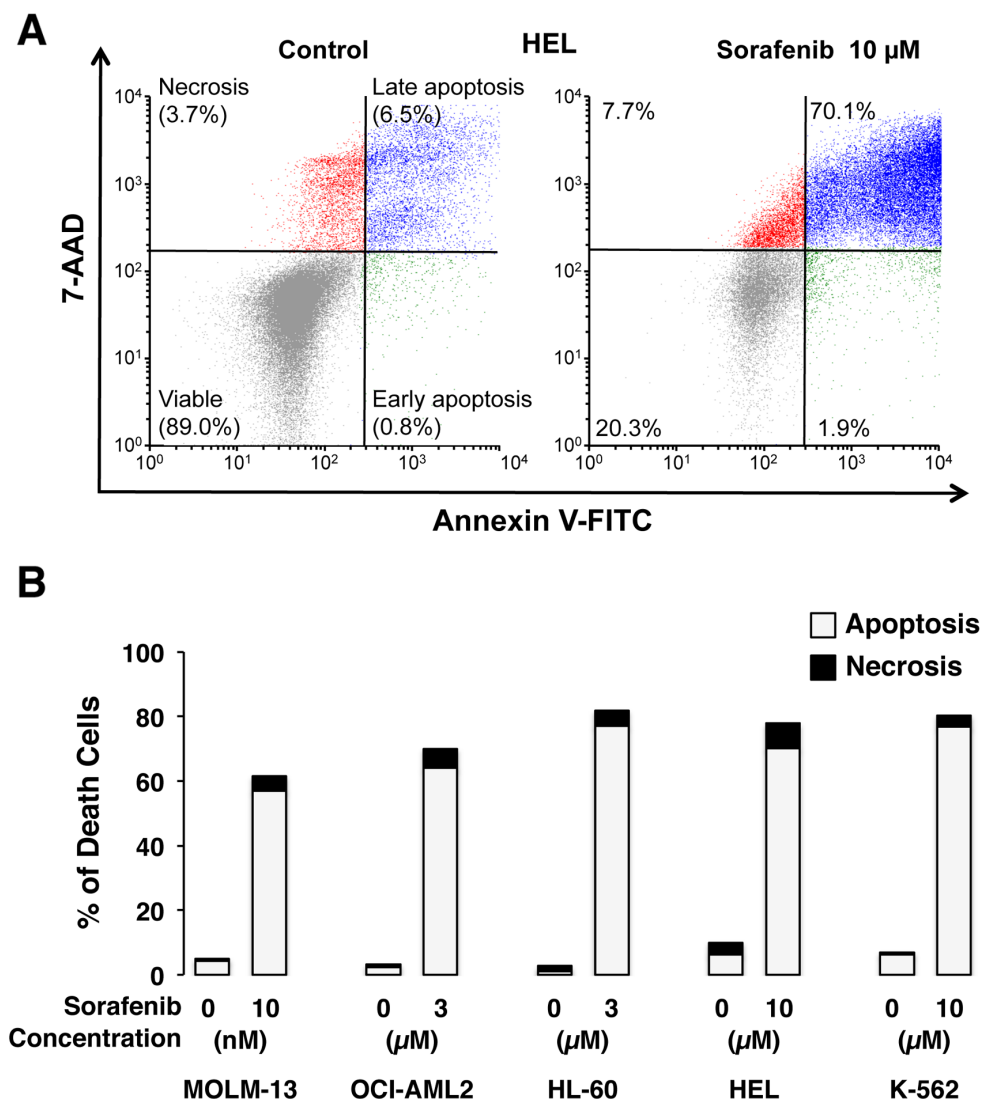 A
Control
HEL
Sorafenib 10 µM
7-AAD
10⁴
10³
10²
10¹
10⁰
Necrosis
(3.7%)
Late apoptosis
(6.5%)
Viable
(89.0%)
Early apoptosis
(0.8%)
10⁰ 10¹ 10² 10³ 10⁴
10⁴
10³
10²
10¹
10⁰
7.7%
70.1%
20.3%
1.9%
10⁰ 10¹ 10² 10³ 10⁴
Annexin V-FITC
B
Apoptosis
Necrosis
% of Death Cells
100
80
60
40
20
0
Sorafenib 0 10 0 3 0 3 0 10 0 10
Concentration (nM) (µM) (µM) (µM) (µM)
MOLM-13 OCI-AML2 HL-60 HEL K-562